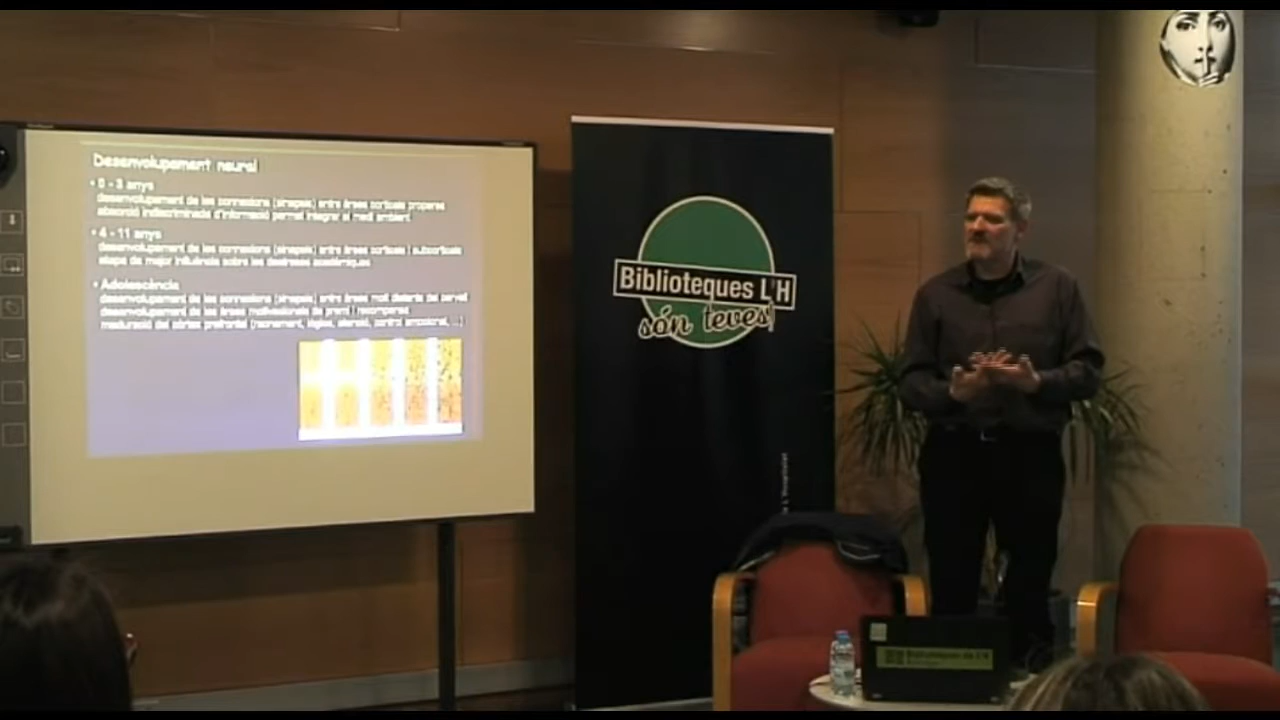 Desenvolupament neural
• 0 - 3 anys
desenvolupament de les connexions (sinapsis) entre àrees corticals properes
absorció indiscriminada d'informació permet integrar el medi ambient
• 4 - 11 anys
desenvolupament de les connexions (sinapsis) entre àrees corticals i subcorticals
etapa de major influència sobre les destreses acadèmiques
• Adolescència
desenvolupament de les connexions (sinapsis) entre àrees molt distants del cervell
desenvolupament de les àrees motivacionals de premi i recompensa
maduració del còrtex prefrontal (raonament, lògica, atenció, control emocional, ...)
Biblioteques L'H
són teves!
Biblioteques de L'H